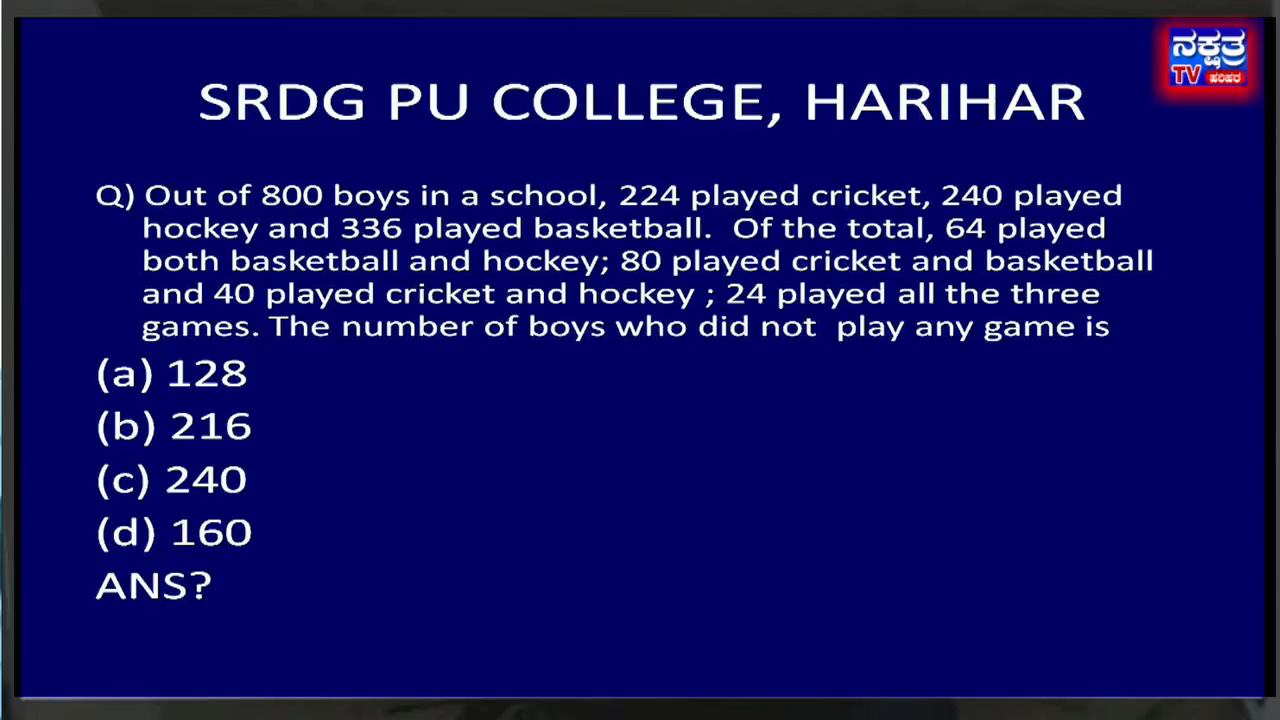 ನಕ್ಷತ್ರ
TV ಹರಿಹರ
SRDG PU COLLEGE, HARIHAR
Q) Out of 800 boys in a school, 224 played cricket, 240 played
hockey and 336 played basketball. Of the total, 64 played
both basketball and hockey; 80 played cricket and basketball
and 40 played cricket and hockey ; 24 played all the three
games. The number of boys who did not play any game is
(a) 128
(b) 216
(c) 240
(d) 160
ANS?